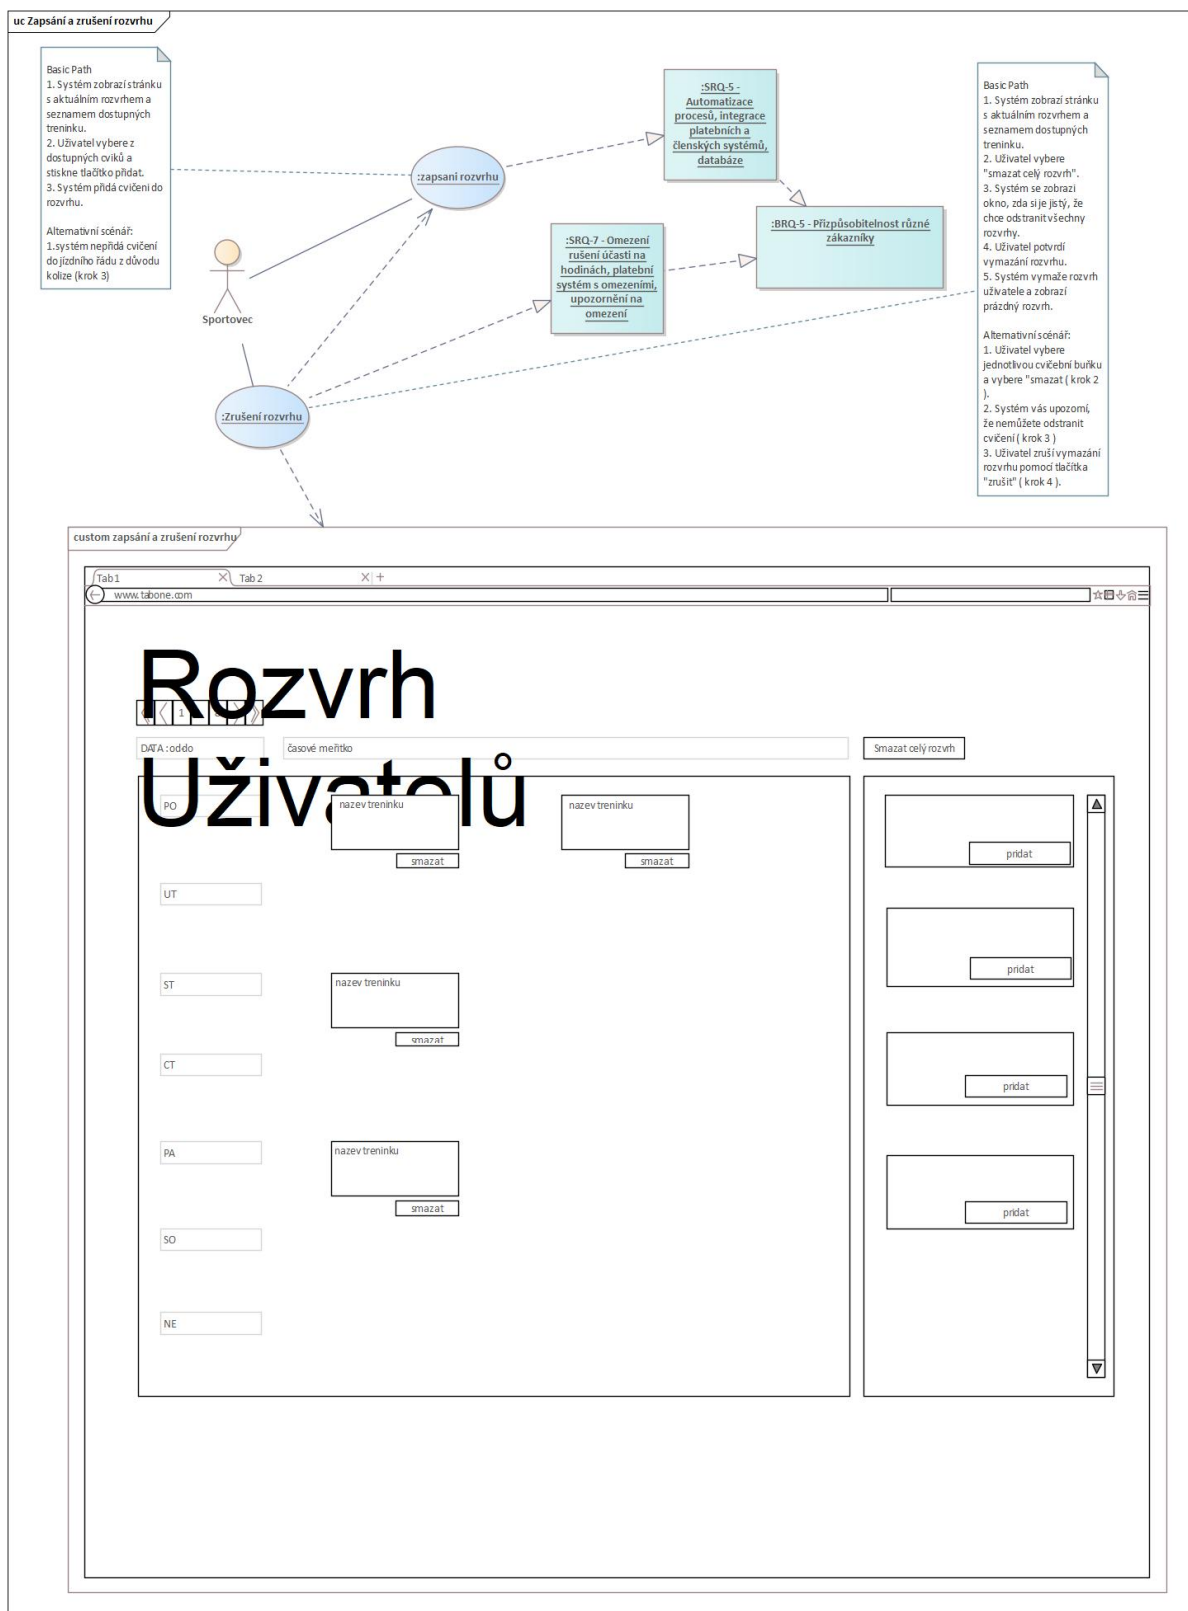 uc Zapsání a zrušení rozvrhu
Basic Path
1. Systém zobrazí stránku
s aktuálním rozvrhem a
seznamem dostupných
treninku.
2. Uživatel vybere z
dostupných cviků a
stiskne tlačítko přidat.
3. Systém přidá cvičení do
rozvrhu.
Alternativní scénář:
1.systém nepřidá cvičení
do jízdního řádu z důvodu
kolize (krok 3)
:zapsani rozvrhu
Sportovec
:Zrušení rozvrhu
:SRQ-5 -
Automatizace
procesů, integrace
platebních a
členských systémů,
databáze
:SRQ-7 - Omezení
rušení účasti na
hodinách, platební
systém s omezeními,
upozornění na
omezení
:BRQ-5 - Přizpůsobitelnost různé
zákazníky
Basic Path
1. Systém zobrazí stránku
s aktuálním rozvrhem a
seznamem dostupných
treninku.
2. Uživatel vybere
"smazat celý rozvrh".
3. Systém se zobrazi
okno, zda si je jistý, že
chce odstranit všechny
rozvrhy.
4. Uživatel potvrdí
vymazání rozvrhu.
5. Systém vymaže rozvrh
uživatele a zobrazí
prázdný rozvrh.
Alternativní scénář:
1. Uživatel vybere
jednotlivou cvičební buňku
a vybere "smazat ( krok 2
).
2. Systém vás upozorní,
že nemůžete odstranit
cvičení ( krok 3 )
3. Uživatel zruší vymazání
rozvrhu pomocí tlačítka
"zrušit" ( krok 4 ).
custom zapsání a zrušení rozvrhu
Tab 1
Tab 2
www.tabone.com
Rozvrh
Uživatelů
1
DATA : od do
časové meřítko
Smazat celý rozvrh
PO
nazev treninku
nazev treninku
smazat
smazat
UT
ST
nazev treninku
smazat
CT
PA
nazev treninku
smazat
SO
NE
pridat
pridat
pridat
pridat